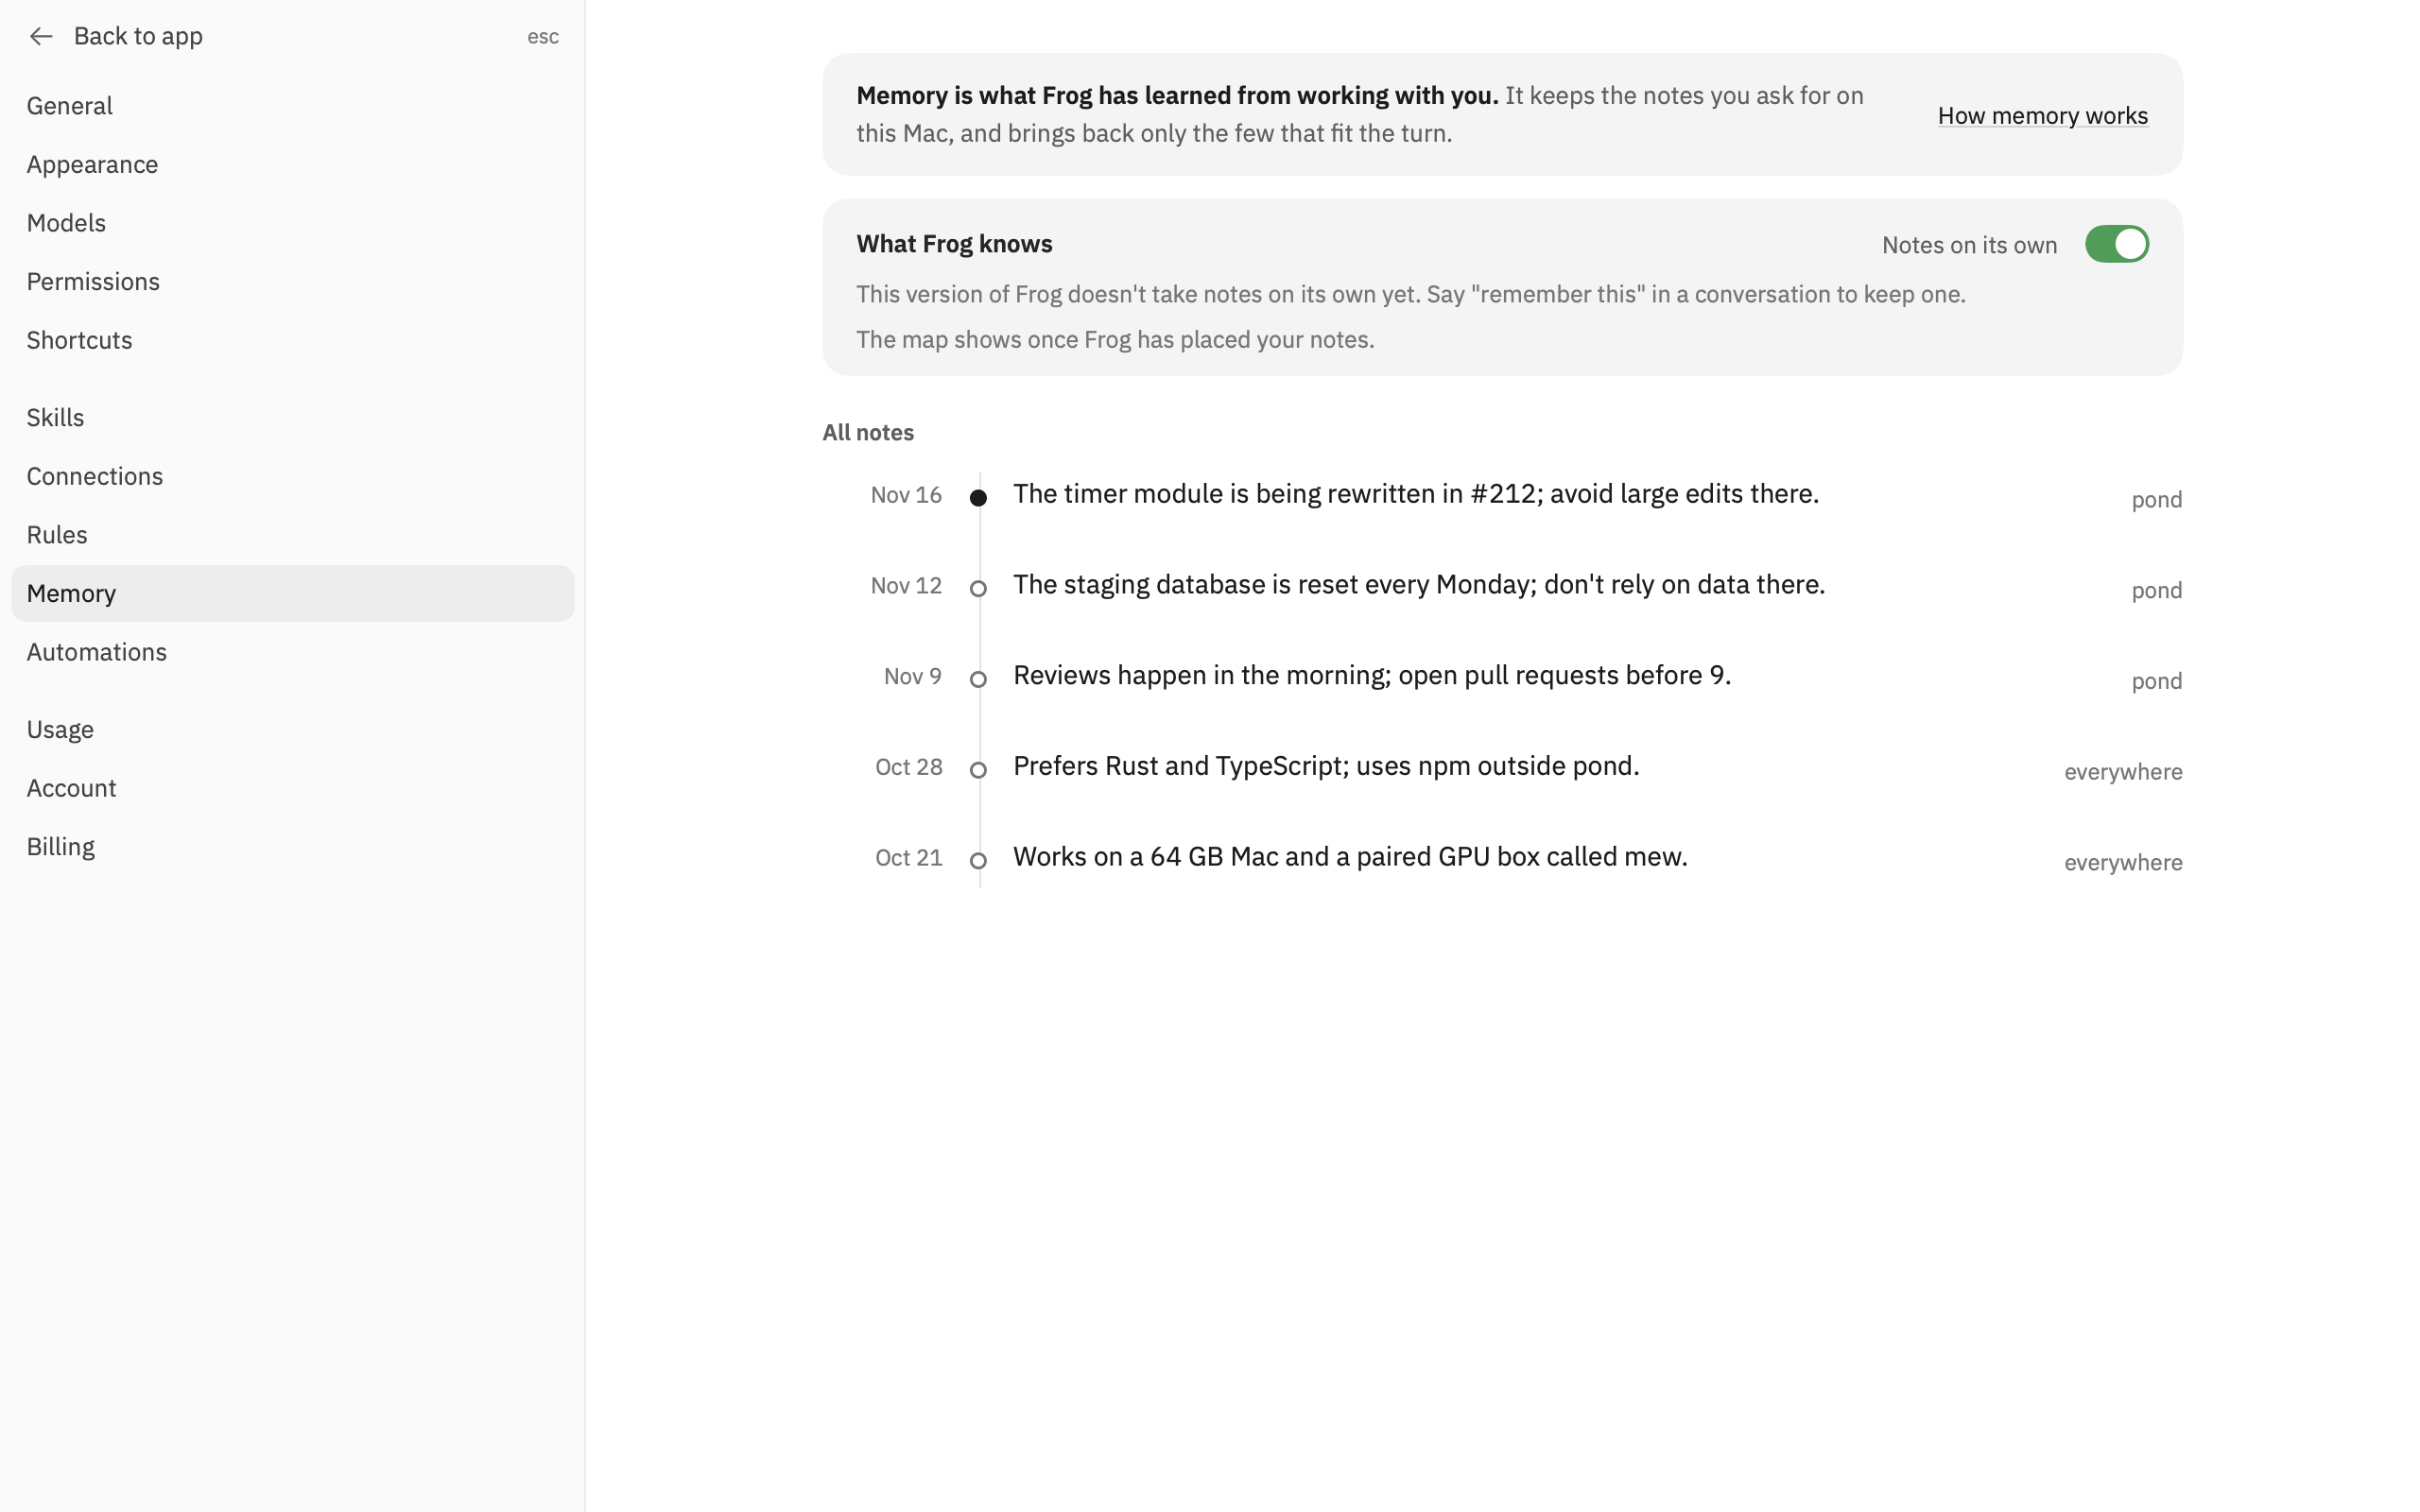 Back to app
esc
General
Appearance
Models
Permissions
Shortcuts
Skills
Connections
Rules
Memory
Automations
Usage
Account
Billing
Memory is what Frog has learned from working with you. It keeps the notes you ask for on
this Mac, and brings back only the few that fit the turn.
How memory works
What Frog knows
Notes on its own
This version of Frog doesn't take notes on its own yet. Say "remember this" in a conversation to keep one.
The map shows once Frog has placed your notes.
All notes
Nov 16 The timer module is being rewritten in #212; avoid large edits there. pond
Nov 12 The staging database is reset every Monday; don't rely on data there. pond
Nov 9 Reviews happen in the morning; open pull requests before 9. pond
Oct 28 Prefers Rust and TypeScript; uses npm outside pond. everywhere
Oct 21 Works on a 64 GB Mac and a paired GPU box called mew. everywhere